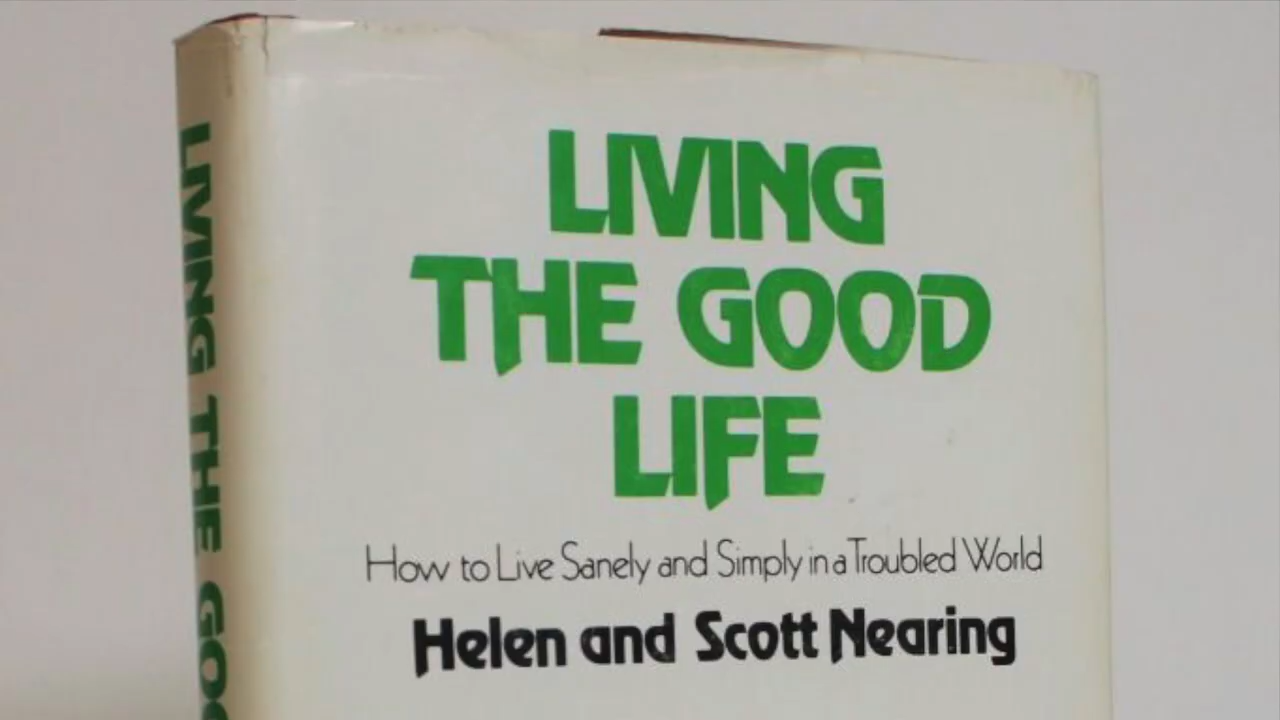 LIVING
THE GOOD
LIFE
How to Live Sanely and Simply in a Troubled World
Helen and Scott Nearing
LIVING THE GOO